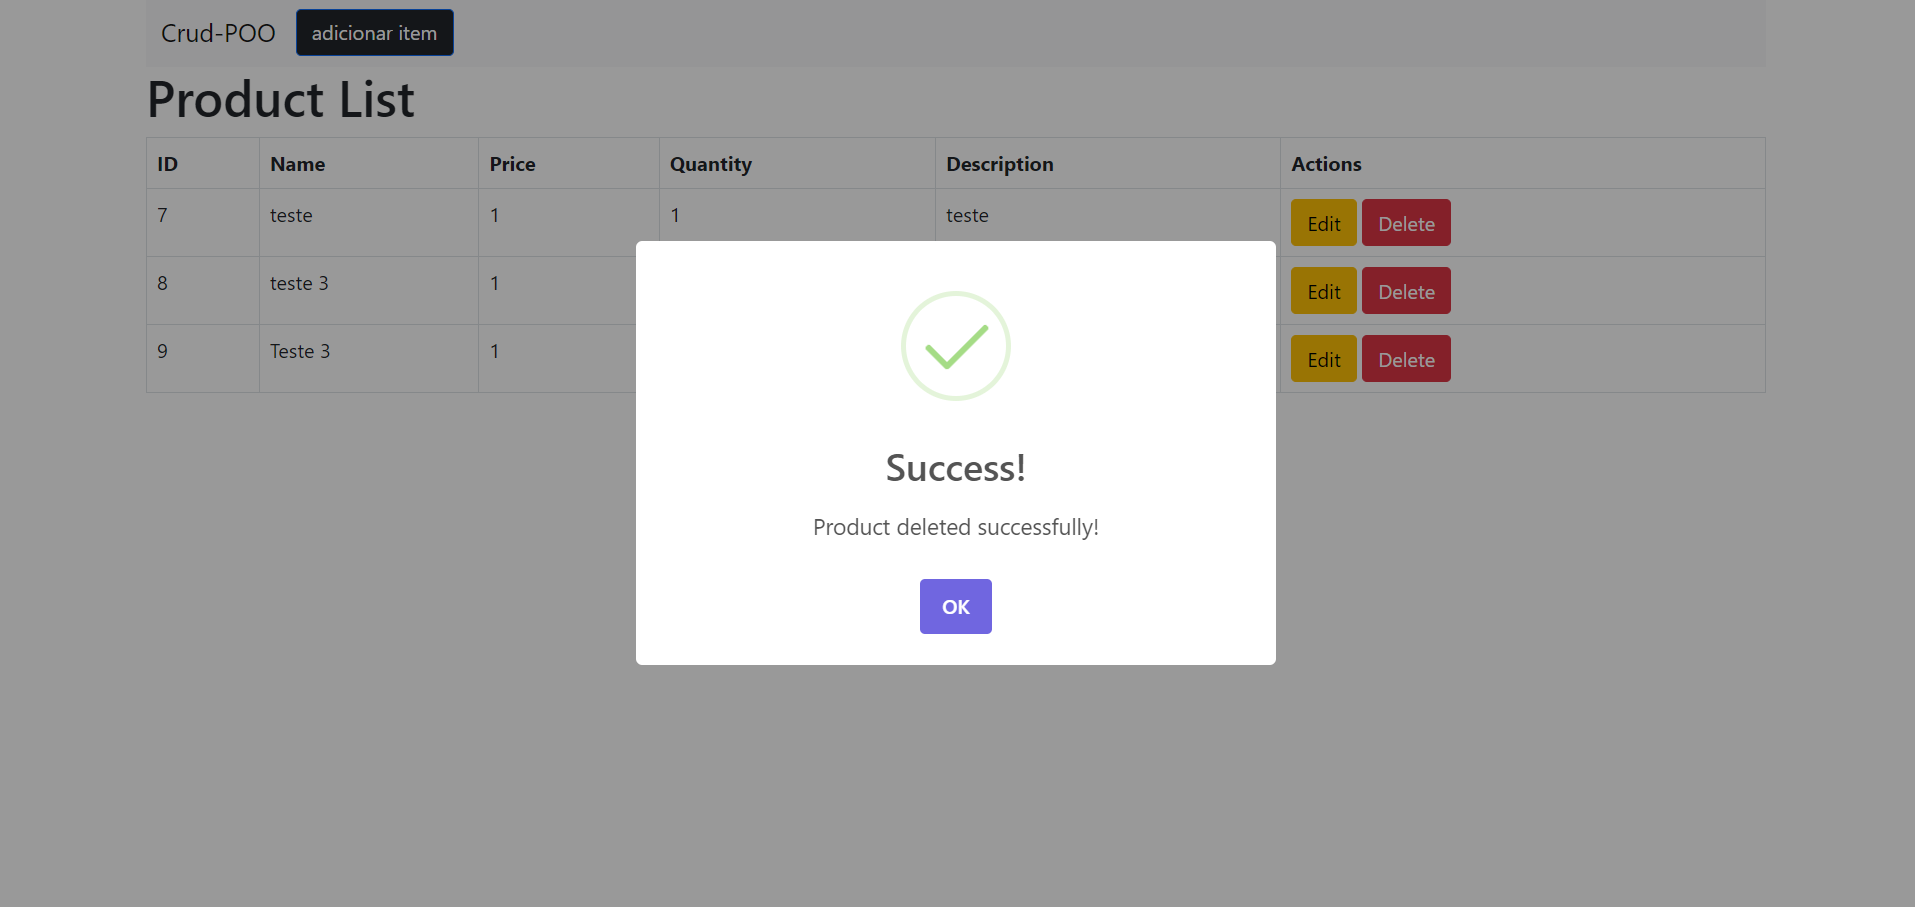 Crud-POO adicionar item
Product List
ID Name Price Quantity Description Actions
7 teste 1 1 teste Edit Delete
8 teste 3 1 Edit Delete
9 Teste 3 1 Edit Delete
Success!
Product deleted successfully!
OK